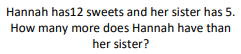 Hannah has12 sweets and her sister has 5.
How many more does Hannah have than
her sister?